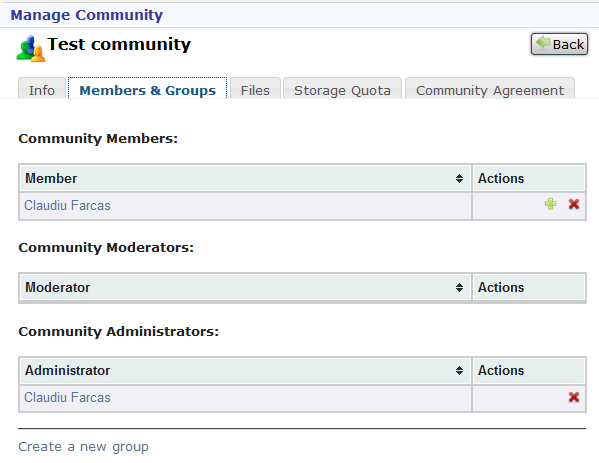 Manage Community
Test community
Back
Info Members & Groups Files Storage Quota Community Agreement
Community Members:
Member Actions
Claudiu Farcas
Community Moderators:
Moderator Actions
Community Administrators:
Administrator Actions
Claudiu Farcas
Create a new group